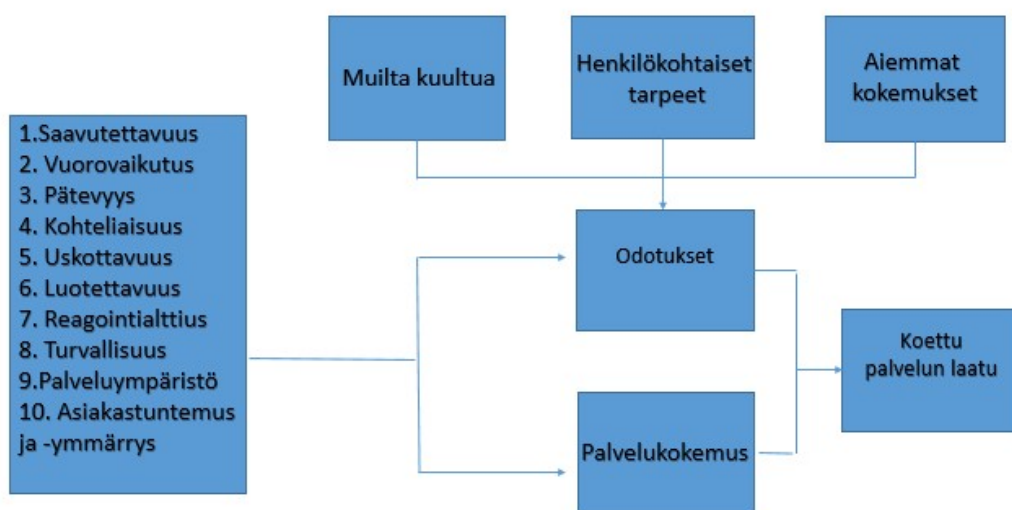 Muilta kuultua
Henkilökohtaiset
tarpeet
Aiemmat
kokemukset
1.Saavutettavuus
2. Vuorovaikutus
3. Pätevyys
4. Kohteliaisuus
5. Uskottavuus
6. Luotettavuus
7. Reagointialttius
8. Turvallisuus
9.Palveluympäristö
10. Asiakastuntemus
ja -ymmärrys
Odotukset
Palvelukokemus
Koettu
palvelun laatu